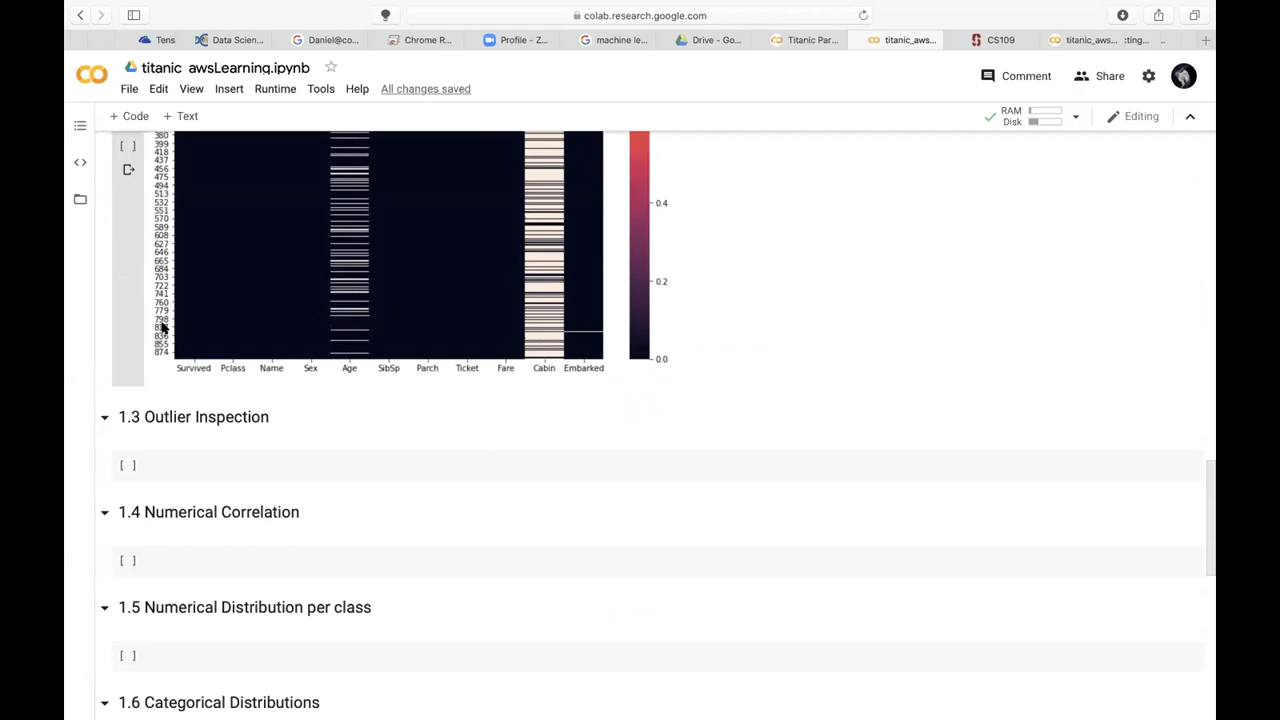 colab.research.google.com
Tens
Data Scien...
Daniel@co...
Chrome R...
Profile - Z...
machine le...
Drive - Go...
Titanic Par...
titanic_aws...
CS109
titanic_aws... :ting...
titanic_awsLearning.ipynb
File Edit View Insert Runtime Tools Help All changes saved
Comment
Share
+ Code + Text
RAM
Disk
Editing
[ ]
380
399
418
437
456
475
494
513
532
551
570
589
608
627
646
665
684
703
722
741
760
779
798
836
855
874
0.4
0.2
0.0
Survived Pclass Name Sex Age SibSp Parch Ticket Fare Cabin Embarked
1.3 Outlier Inspection
[ ]
1.4 Numerical Correlation
[ ]
1.5 Numerical Distribution per class
[ ]
1.6 Categorical Distributions